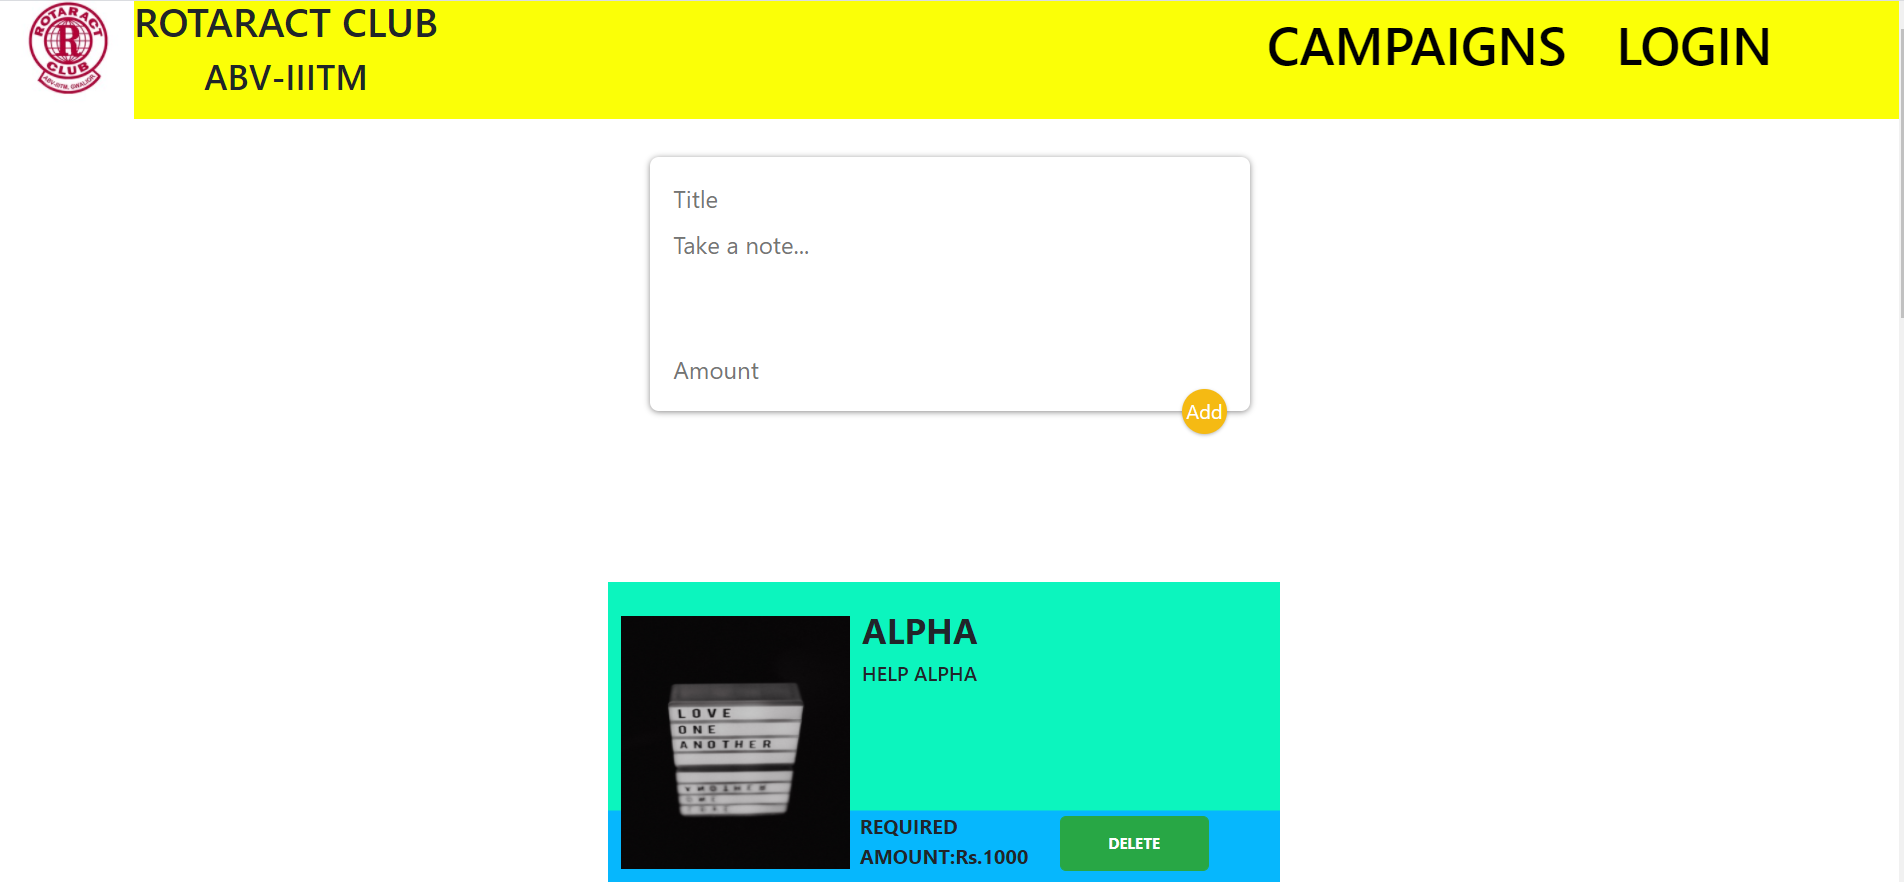 ROTARACT
R
CLUB
ABV-IIITM, GWALIOR
ROTARACT CLUB
ABV-IIITM
CAMPAIGNS LOGIN
Title
Take a note...
Amount
Add
LOVE
ONE
ANOTHER
ALPHA
HELP ALPHA
REQUIRED
AMOUNT:Rs.1000
DELETE